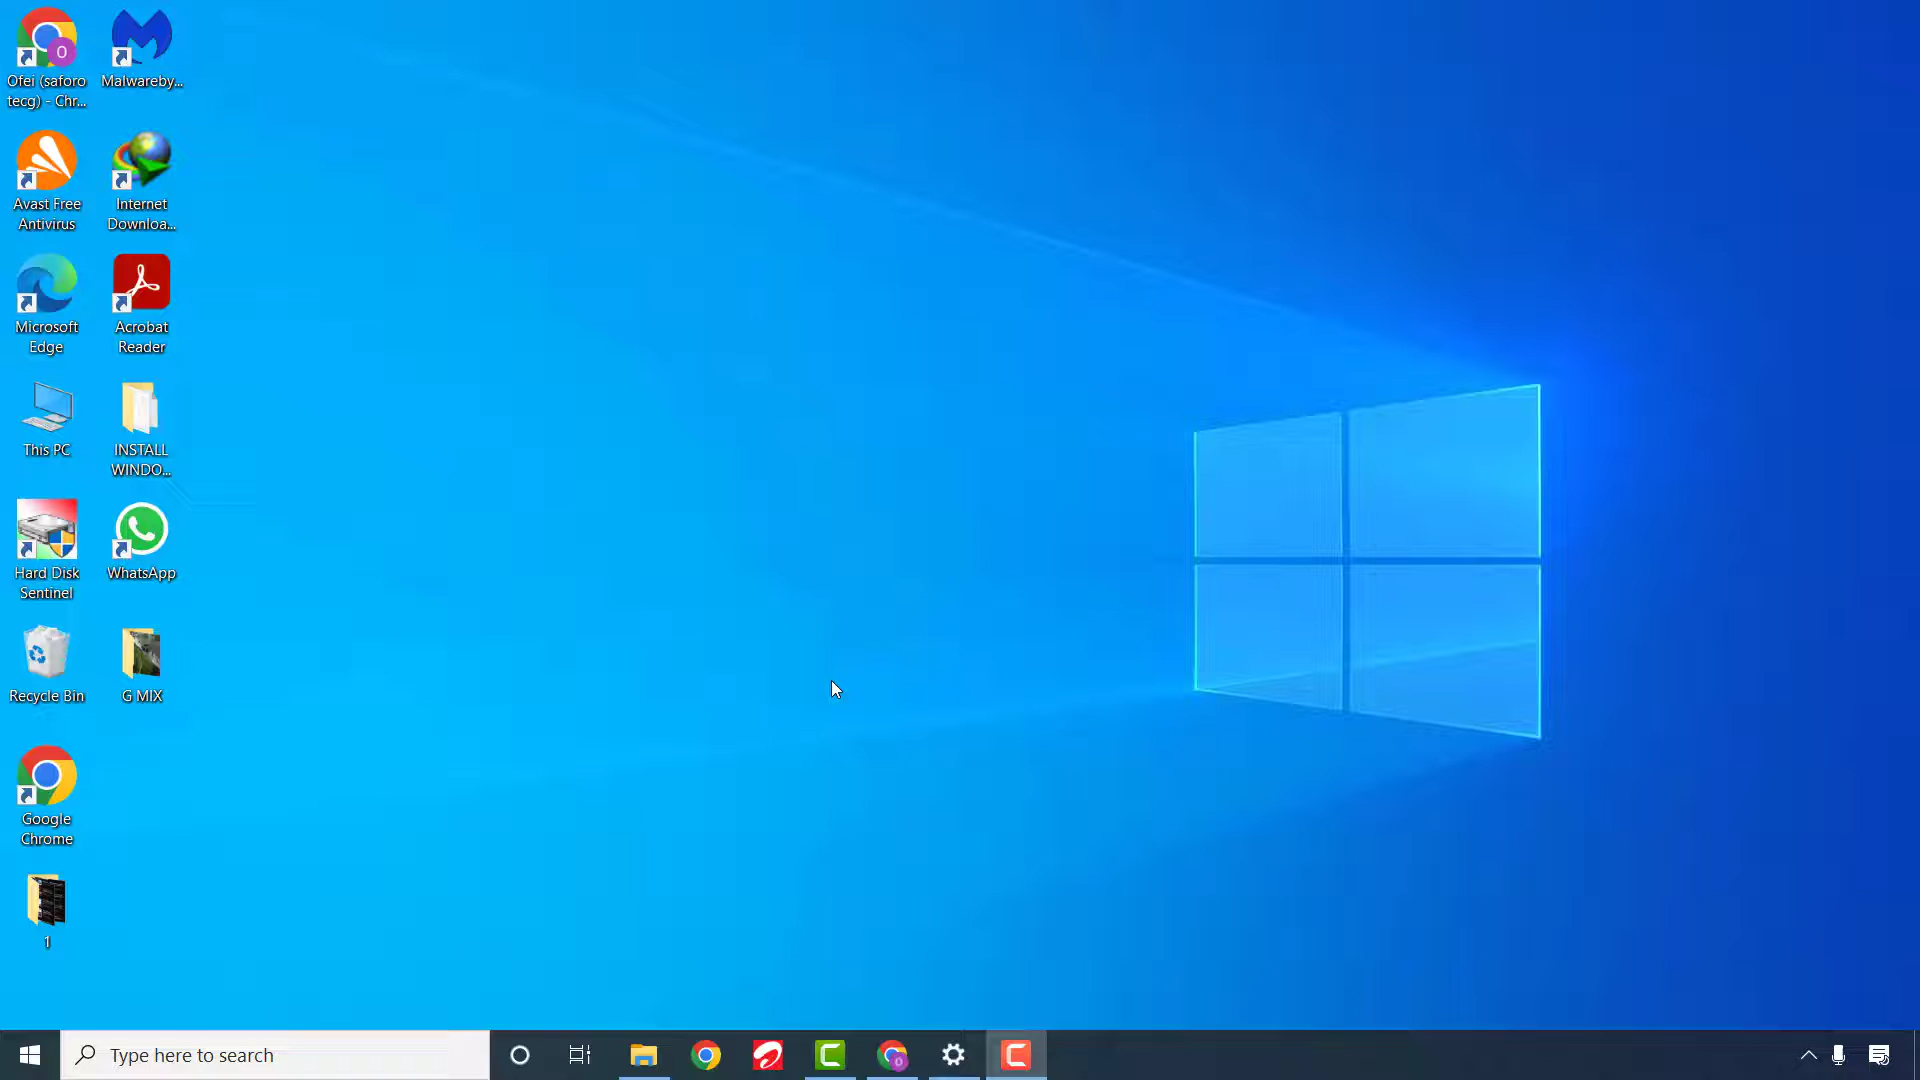 Ofei (saforo
tecg) - Chr...
Malwareby...
Avast Free
Antivirus
Internet
Downloa...
Microsoft
Edge
Acrobat
Reader
This PC
INSTALL
WINDO...
Hard Disk
Sentinel
WhatsApp
Recycle Bin
G MIX
Google
Chrome
1
Type here to search